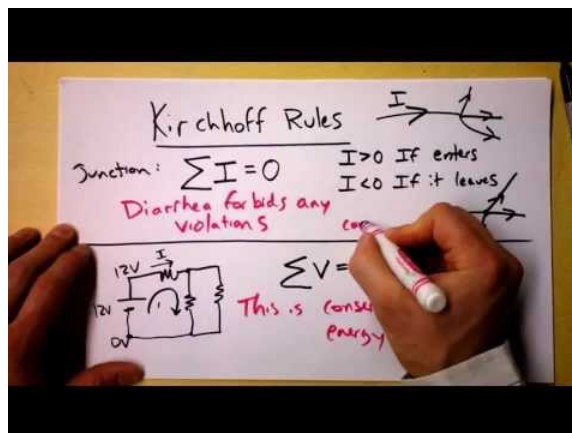 Kirchhoff Rules
I
Junction: ΣI=0
I>0 If enters
I<0 If it leaves
Diarrhea forbids any
violations
I
12V
12V
0V
ΣV=
This is
energy